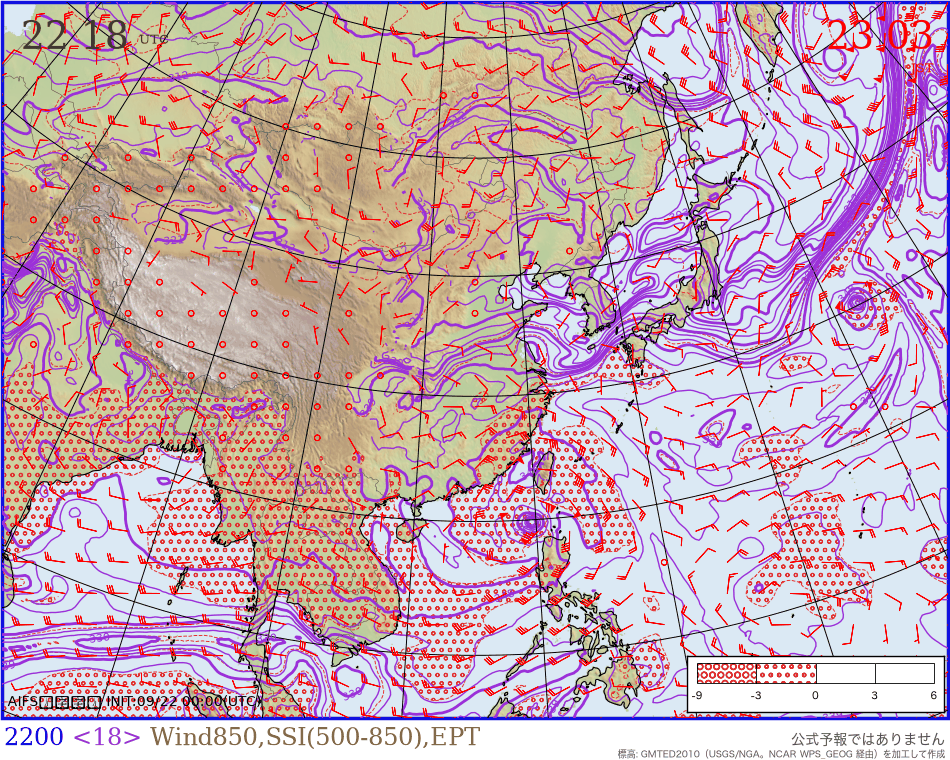 22 18 UTC
23 03
JST
-9 -3 0 3 6
AIFS INIT:09/22 00:00(UTC)
2200 <18> Wind850,SSI(500-850),EPT
公式予報ではありません
標高: GMTED2010（USGS/NGA。NCAR WPS_GEOG 経由）を加工して作成